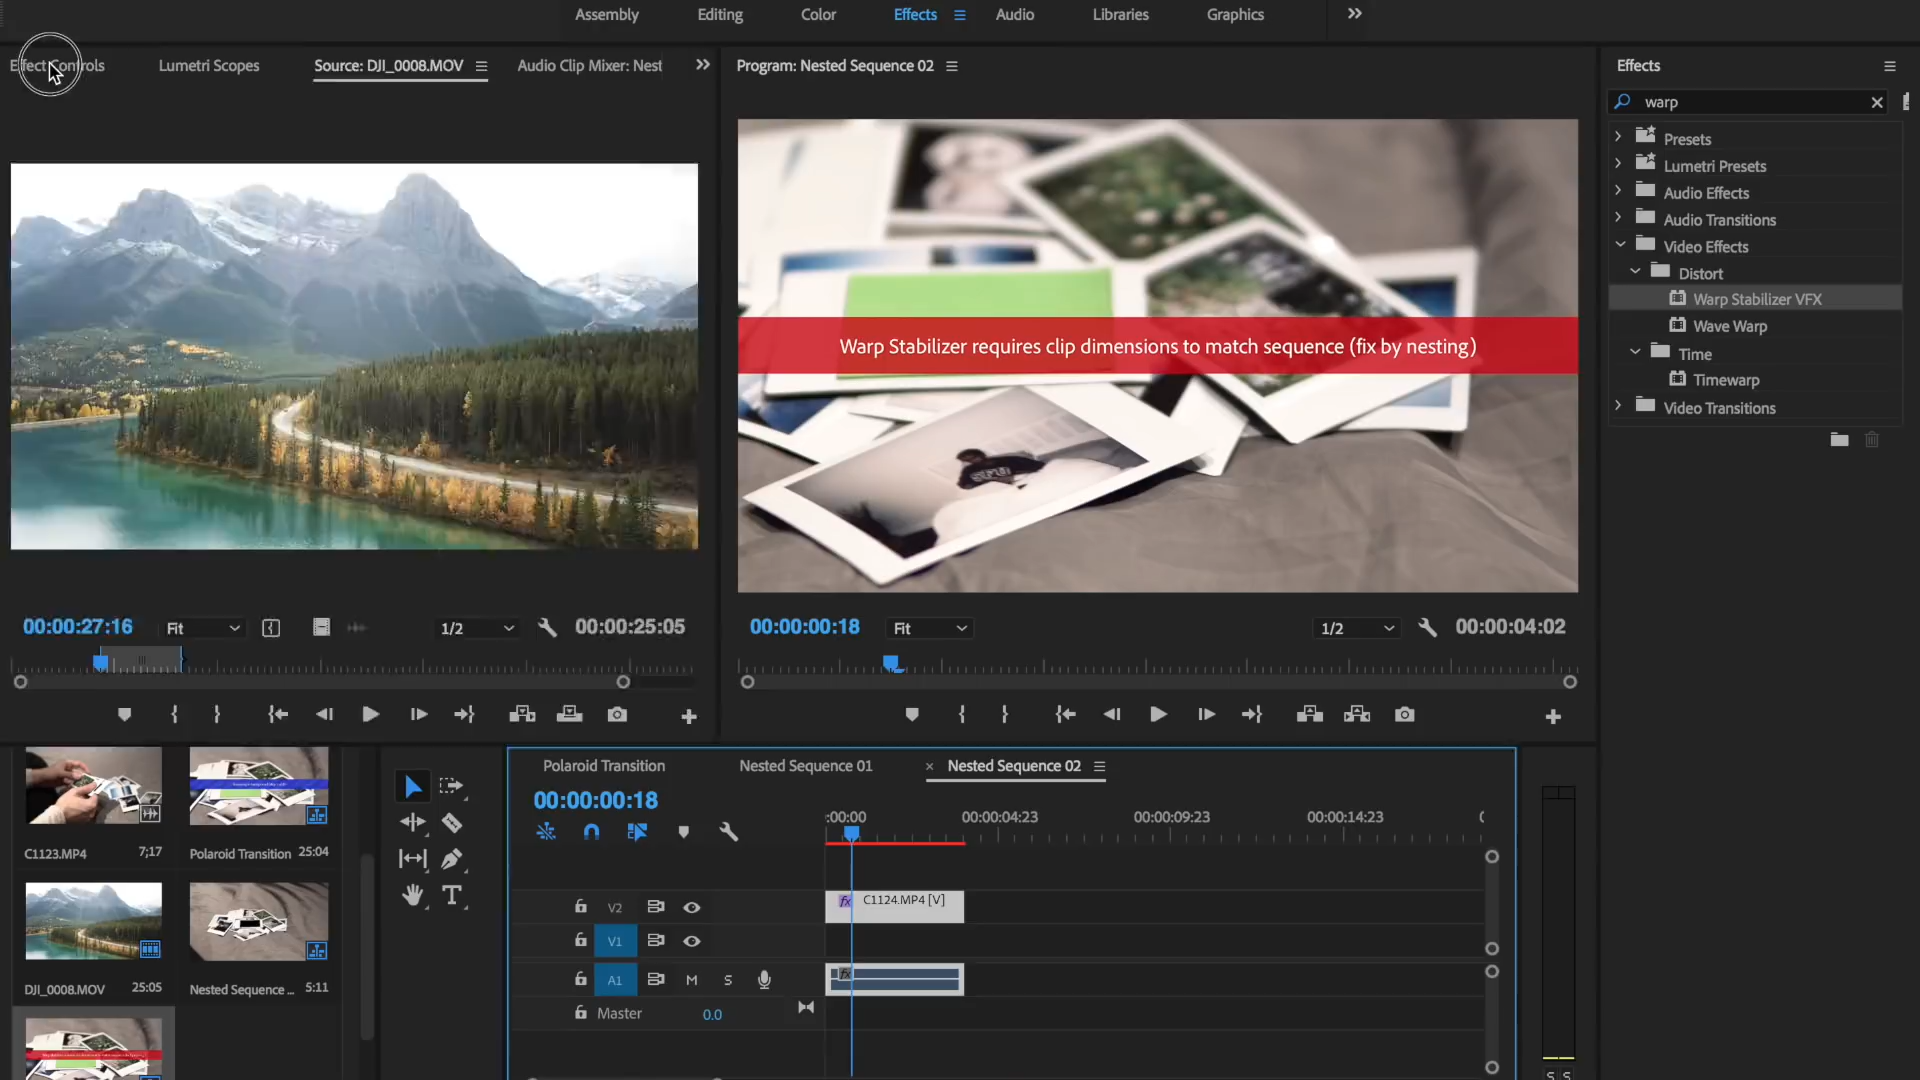 Assembly Editing Color Effects Audio Libraries Graphics
Effect Controls Lumetri Scopes Source: DJI_0008.MOV Audio Clip Mixer: Nest
Program: Nested Sequence 02
Effects
warp
Presets
Lumetri Presets
Audio Effects
Audio Transitions
Video Effects
Distort
Warp Stabilizer VFX
Wave Warp
Time
Timewarp
Video Transitions
Warp Stabilizer requires clip dimensions to match sequence (fix by nesting)
00:00:27:16 Fit 1/2 00:00:25:05
00:00:00:18 Fit 1/2 00:00:04:02
C1123.MP4 7;17
Polaroid Transition 25:04
DJI_0008.MOV 25:05
Nested Sequence ... 5:11
Polaroid Transition × Nested Sequence 01 Nested Sequence 02
00:00:00:18
:00:00 00:00:04:23 00:00:09:23 00:00:14:23
V2
fx C1124.MP4 [V]
V1
A1 M S
fx
Master 0.0
S S